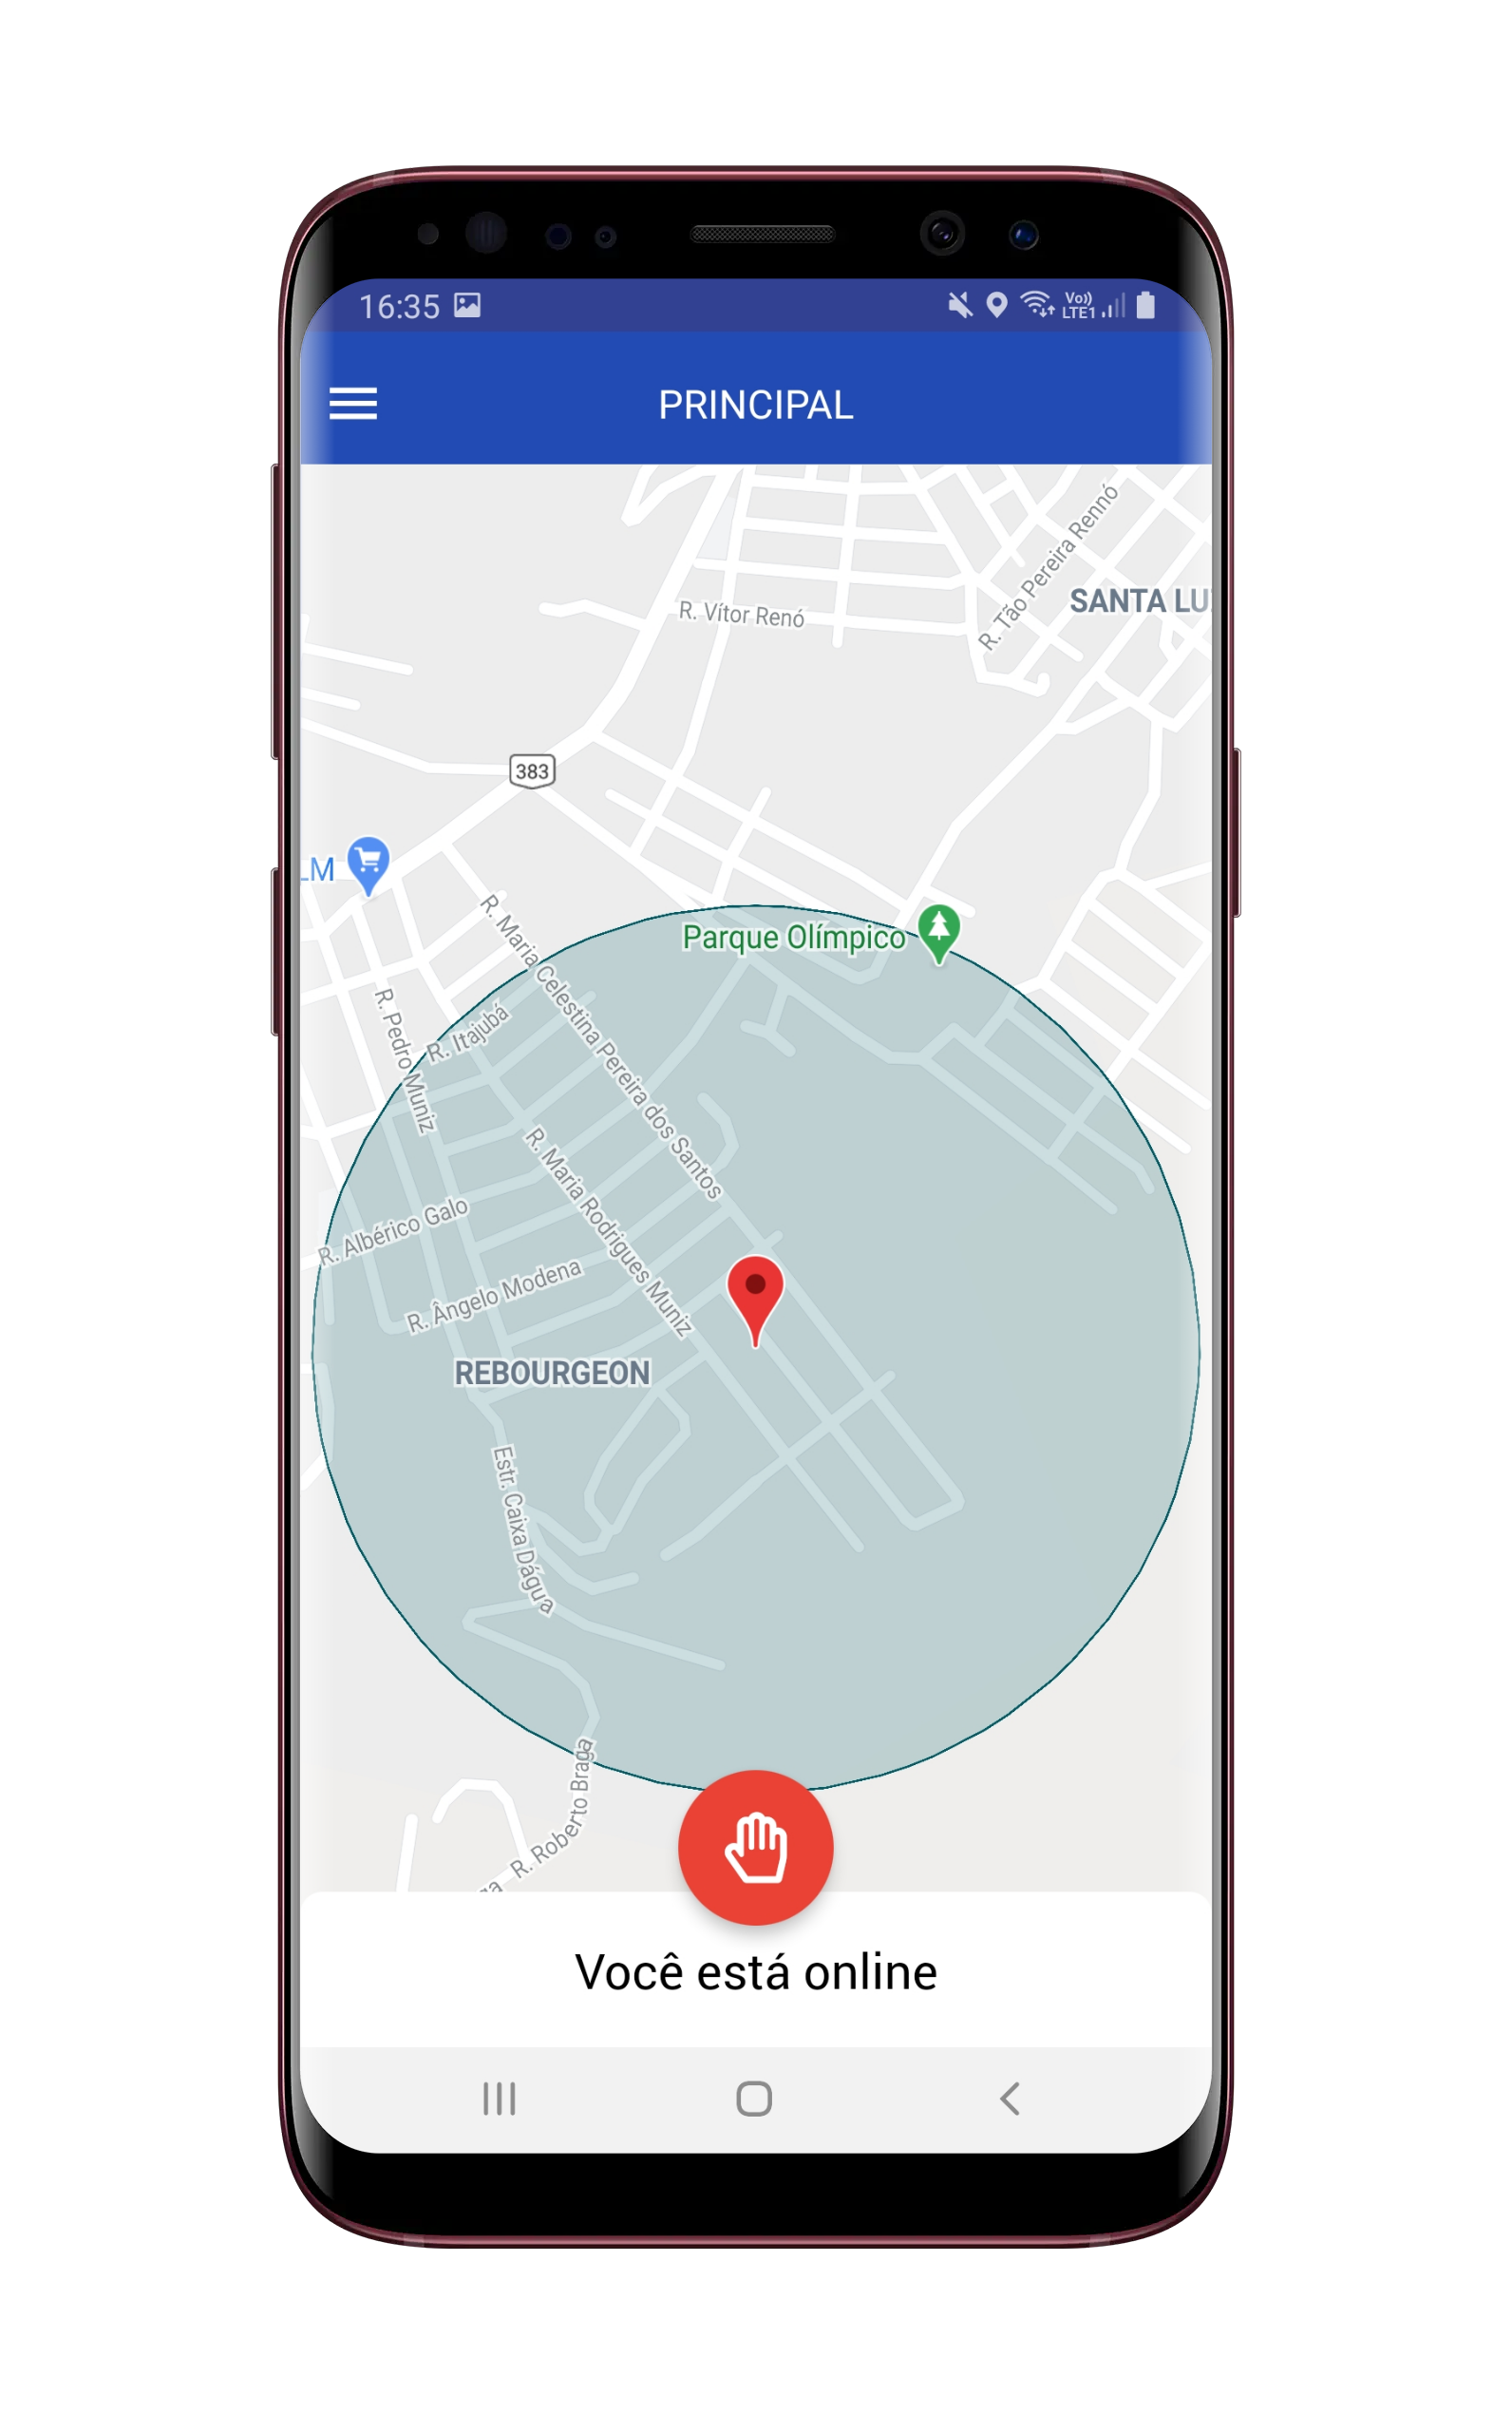 16:35
Vo))
LTE1
PRINCIPAL
R. Tão Pereira Rennó
SANTA LU
R. Vítor Renó
383
LM
R. Maria Celestina Pereira dos Santos
Parque Olímpico
R. Pedro Muniz
R. Itajubá
R. Maria Rodrigues Muniz
R. Albérico Galo
R. Ângelo Modena
REBOURGEON
Estr. Caixa Dágua
R. Roberto Braga
ga
Você está online